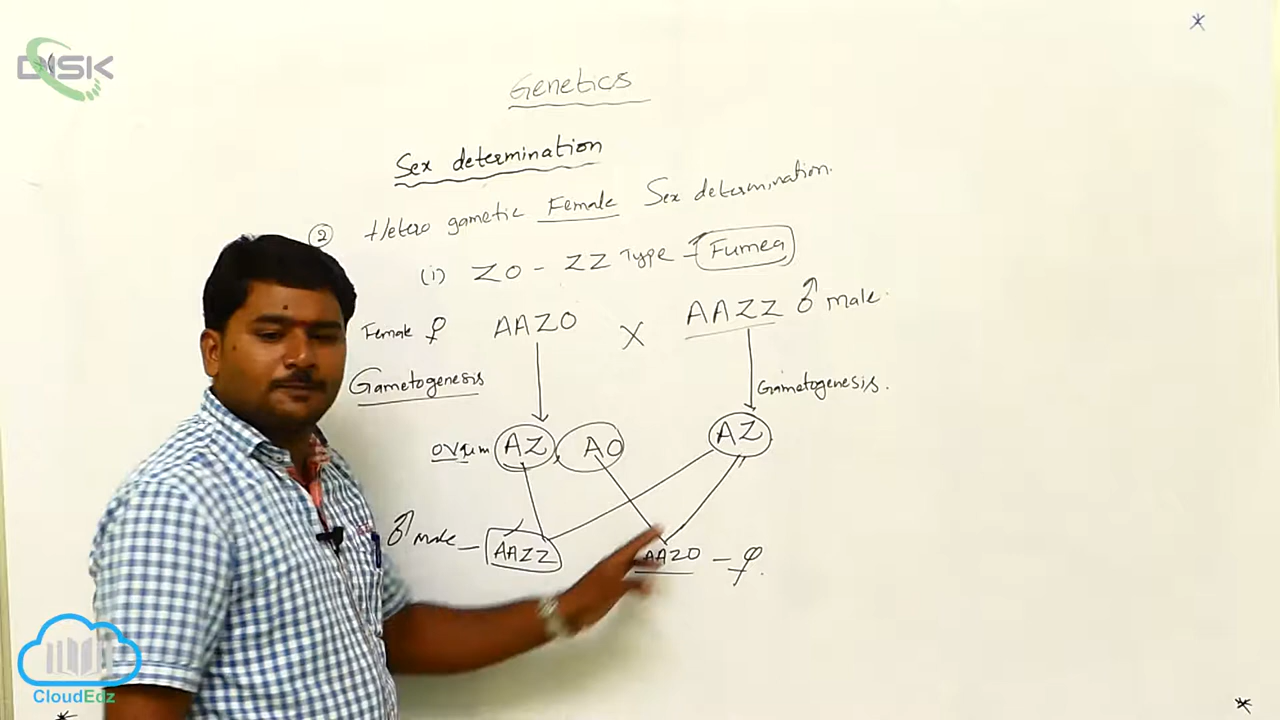 DISK
Genetics
Sex determination
② Hetero gametic Female Sex determination.
(i) ZO - ZZ Type - Fumea
Female ♀ AAZO X AAZZ ♂ male.
Gametogenesis Gametogenesis.
ovum AZ, AO AZ
♂ male - AAZZ AAZO - ♀.
CloudEdz